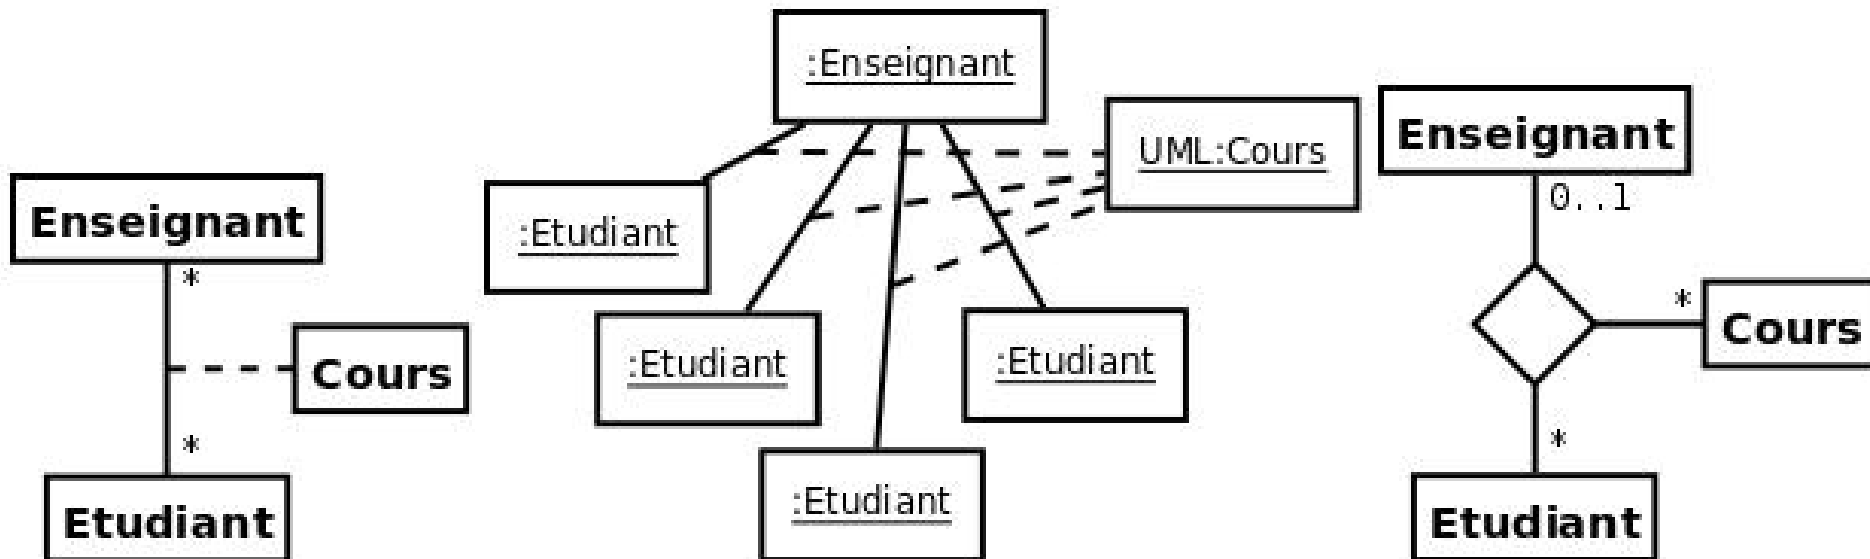 Enseignant
*
Cours
*
Etudiant
:Enseignant
UML:Cours
:Etudiant
:Etudiant
:Etudiant
:Etudiant
Enseignant
0..1
*
Cours
*
Etudiant